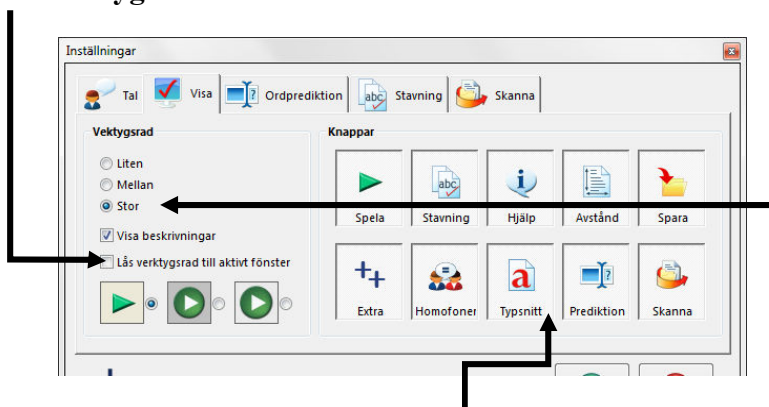 Inställningar
Tal Visa Ordprediktion Stavning Skanna
Vektygsrad
Liten
Mellan
Stor
Visa beskrivningar
Lås verktygsrad till aktivt fönster
Knappar
Spela Stavning Hjälp Avstånd Spara
Extra Homofoner Typsnitt Prediktion Skanna